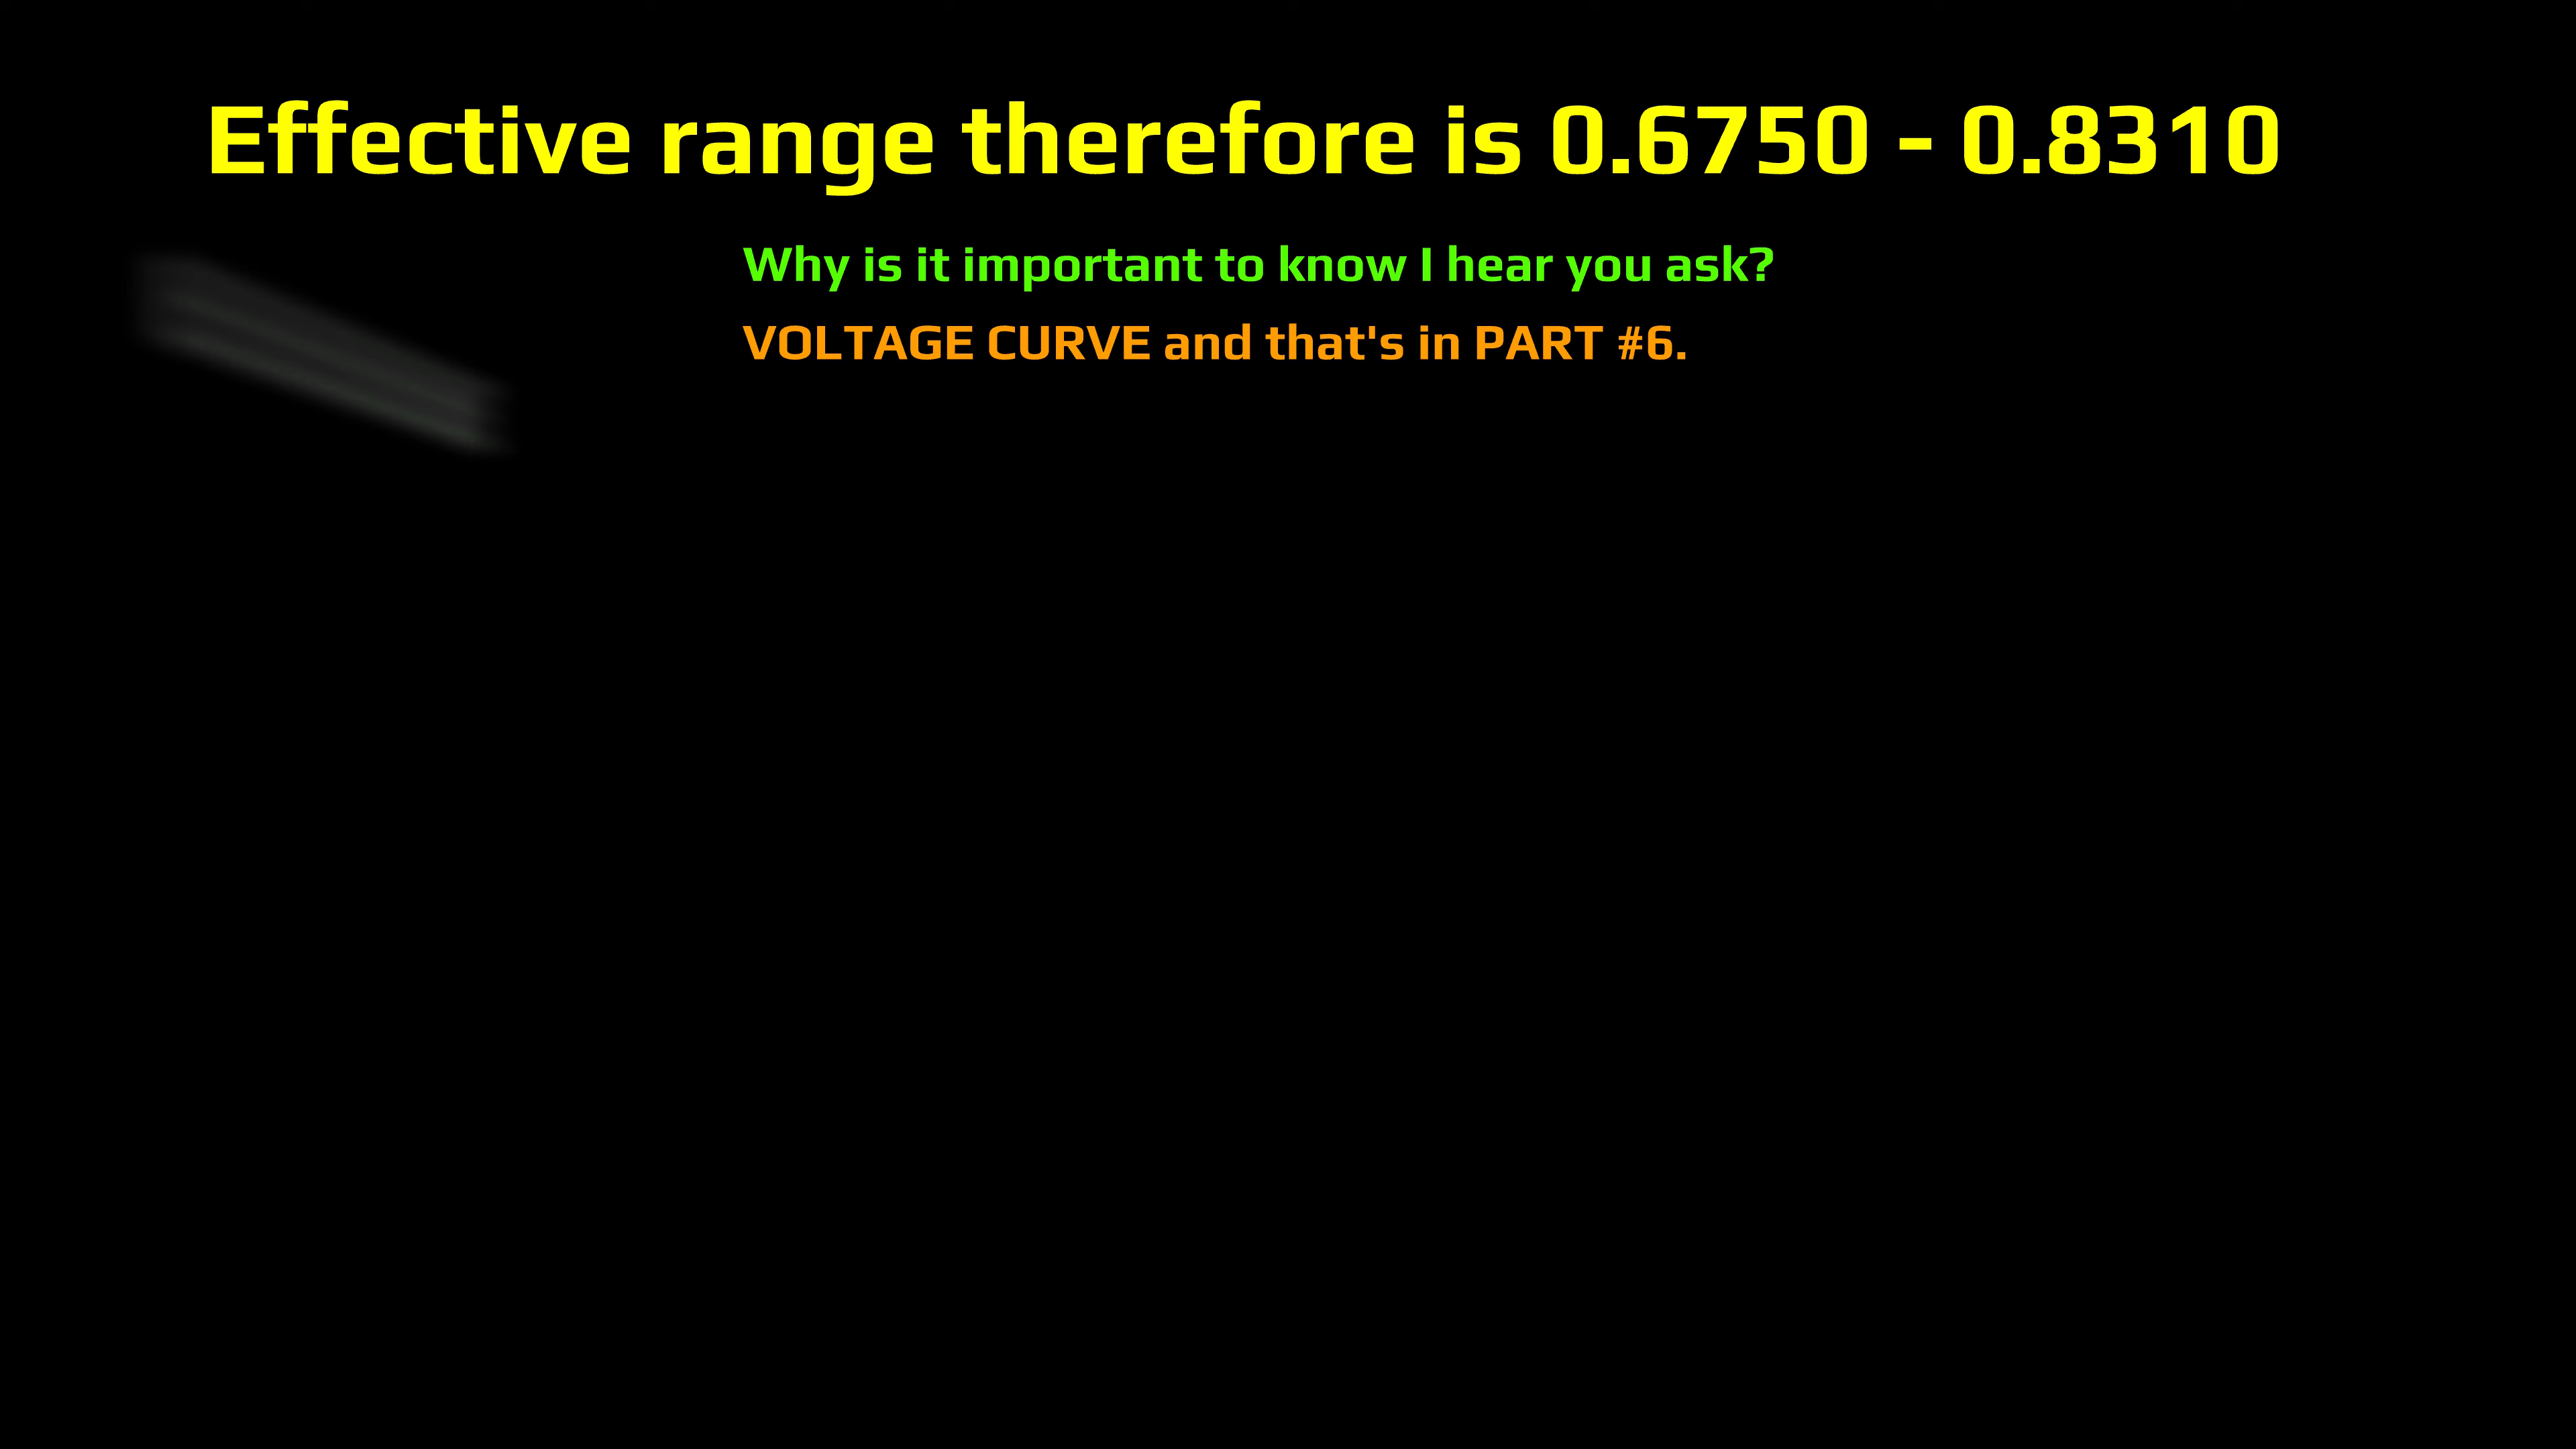 Effective range therefore is 0.6750 - 0.8310
Why is it important to know I hear you ask?
VOLTAGE CURVE and that's in PART #6.